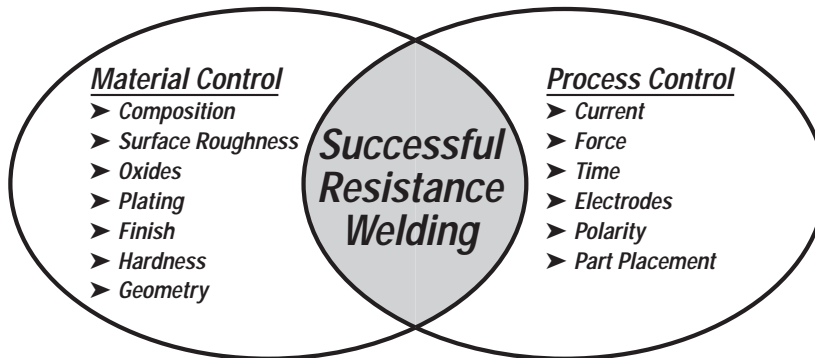 Material Control
➤ Composition
➤ Surface Roughness
➤ Oxides
➤ Plating
➤ Finish
➤ Hardness
➤ Geometry
Successful
Resistance
Welding
Process Control
➤ Current
➤ Force
➤ Time
➤ Electrodes
➤ Polarity
➤ Part Placement